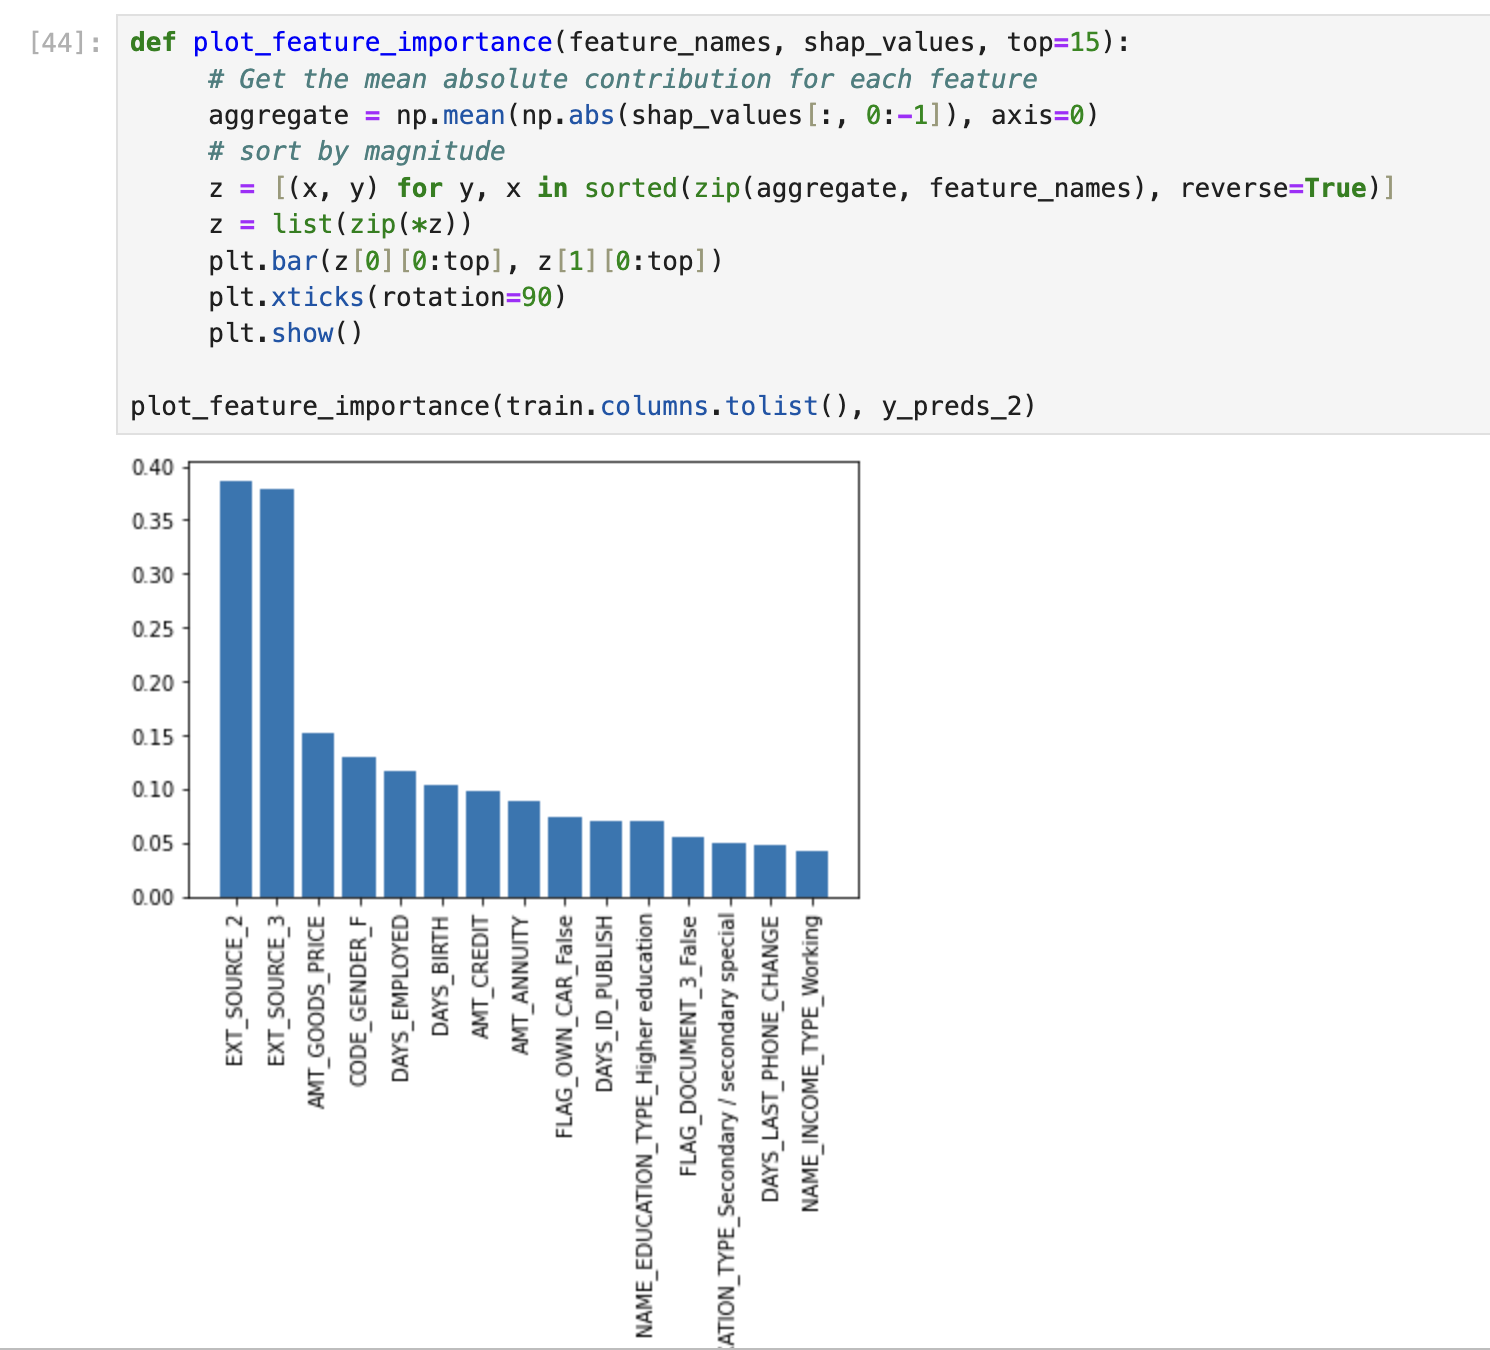 [44]: def plot_feature_importance(feature_names, shap_values, top=15):
# Get the mean absolute contribution for each feature
aggregate = np.mean(np.abs(shap_values[:, 0:-1]), axis=0)
# sort by magnitude
z = [(x, y) for y, x in sorted(zip(aggregate, feature_names), reverse=True)]
z = list(zip(*z))
plt.bar(z[0][0:top], z[1][0:top])
plt.xticks(rotation=90)
plt.show()
plot_feature_importance(train.columns.tolist(), y_preds_2)
0.40
0.35
0.30
0.25
0.20
0.15
0.10
0.05
0.00
EXT_SOURCE_2
EXT_SOURCE_3
AMT_GOODS_PRICE
CODE_GENDER_F
DAYS_EMPLOYED
DAYS_BIRTH
AMT_CREDIT
AMT_ANNUITY
FLAG_OWN_CAR_False
DAYS_ID_PUBLISH
NAME_EDUCATION_TYPE_Higher education
FLAG_DOCUMENT_3_False
ATION_TYPE_Secondary / secondary special
DAYS_LAST_PHONE_CHANGE
NAME_INCOME_TYPE_Working